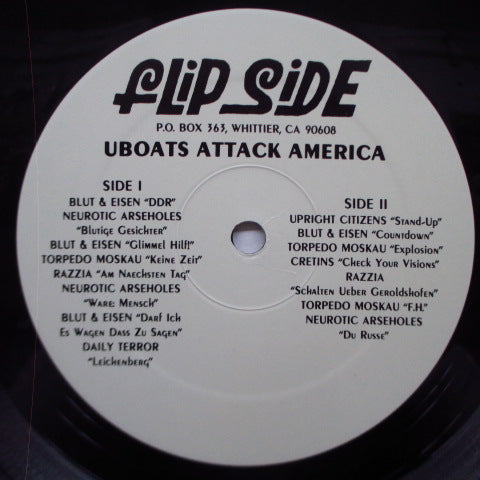 fLiP SiDE
P.O. BOX 363, WHITTIER, CA 90608
UBOATS ATTACK AMERICA
SIDE I
BLUT & EISEN "DDR"
NEUROTIC ARSEHOLES
"Blutige Gesichter"
BLUT & EISEN "Glimmel Hilf!"
TORPEDO MOSKAU "Keine Zeit"
RAZZIA "Am Naechsten Tag"
NEUROTIC ARSEHOLES
"Ware: Mensch"
BLUT & EISEN "Darf Ich
Es Wagen Dass Zu Sagen"
DAILY TERROR
"Leichenberg"
SIDE II
UPRIGHT CITIZENS "Stand-Up"
BLUT & EISEN "Countdown"
TORPEDO MOSKAU "Explosion"
CRETINS "Check Your Visions"
RAZZIA
"Schalten Ueber Geroldshofen"
TORPEDO MOSKAU "F.H."
NEUROTIC ARSEHOLES
"Du Russe"